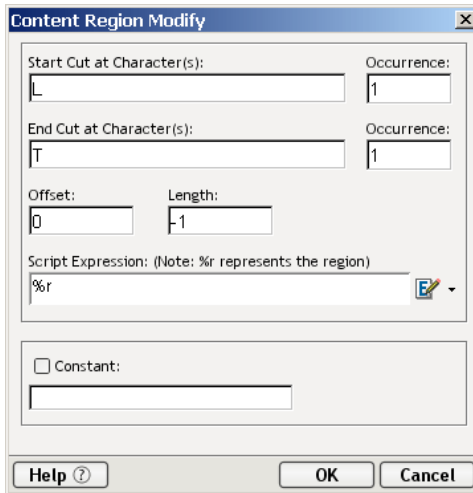 Content Region Modify
Start Cut at Character(s): Occurrence:
L 1
End Cut at Character(s): Occurrence:
T 1
Offset: Length:
0 -1
Script Expression: (Note: %r represents the region)
%r
Constant:
Help ? OK Cancel